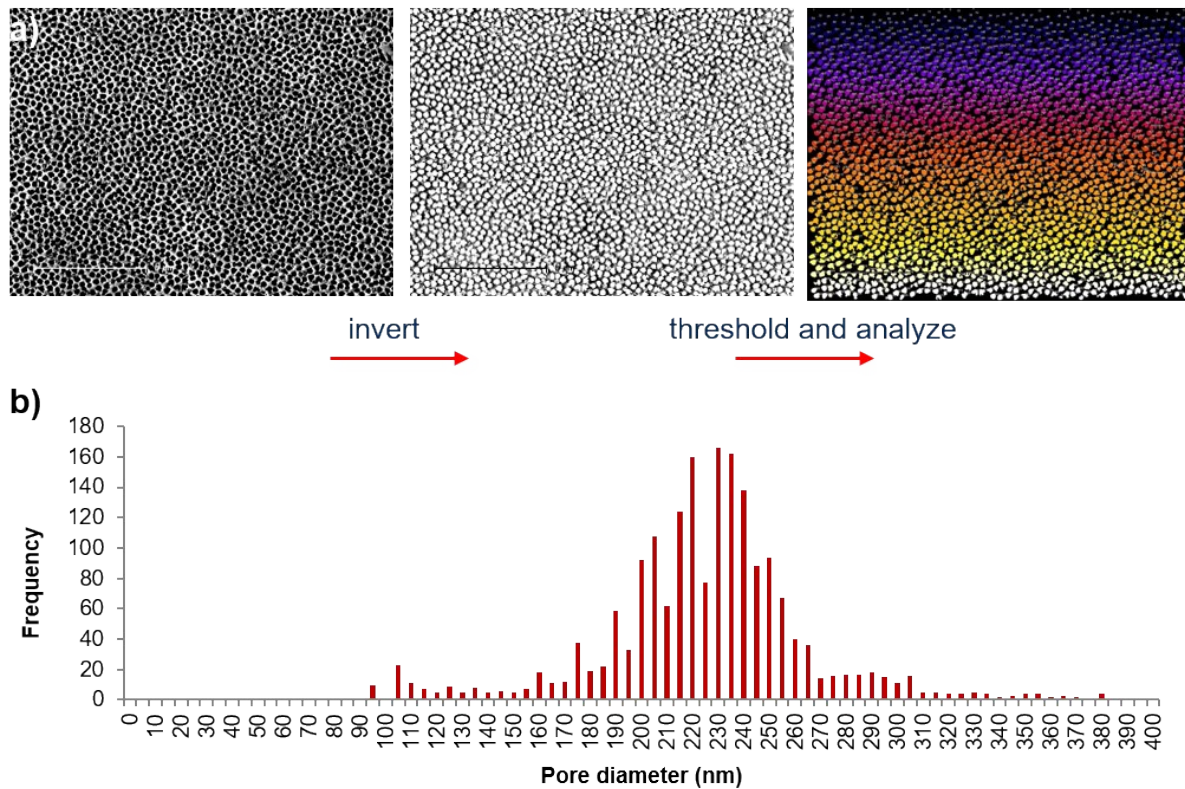 a)
invert
threshold and analyze
b)
180
160
140
120
100
80
60
40
20
0
Frequency
0 10 20 30 40 50 60 70 80 90 100 110 120 130 140 150 160 170 180 190 200 210 220 230 240 250 260 270 280 290 300 310 320 330 340 350 360 370 380 390 400
Pore diameter (nm)